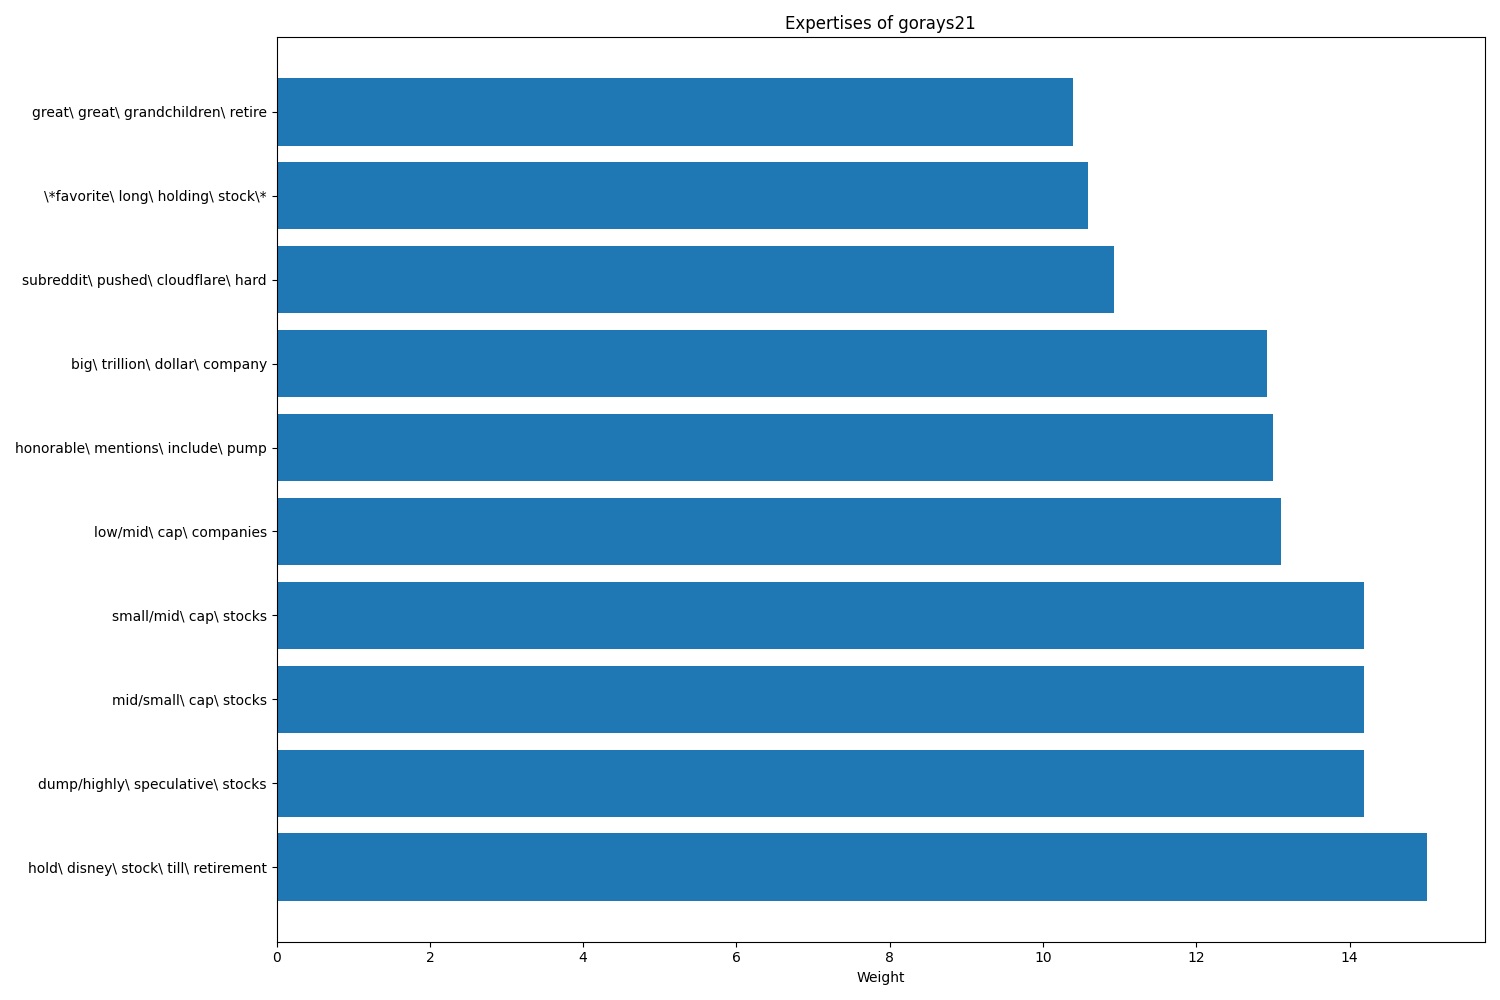 Expertises of gorays21
great\ great\ grandchildren\ retire
\*favorite\ long\ holding\ stock\*
subreddit\ pushed\ cloudflare\ hard
big\ trillion\ dollar\ company
honorable\ mentions\ include\ pump
low/mid\ cap\ companies
small/mid\ cap\ stocks
mid/small\ cap\ stocks
dump/highly\ speculative\ stocks
hold\ disney\ stock\ till\ retirement
0 2 4 6 8 10 12 14
Weight